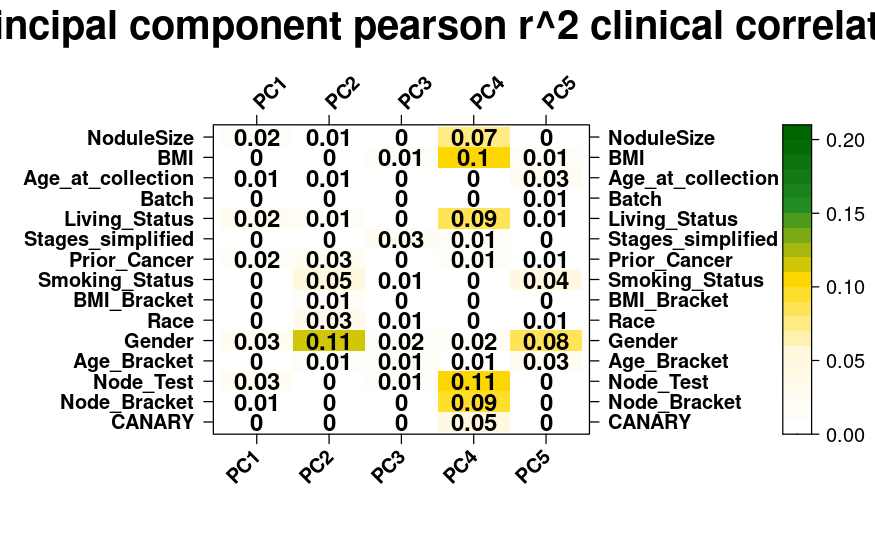 incipal component pearson r^2 clinical correlat
PC1 PC2 PC3 PC4 PC5
NoduleSize 0.02 0.01 0 0.07 0 NoduleSize
BMI 0 0 0.01 0.1 0.01 BMI
Age_at_collection 0.01 0.01 0 0 0.03 Age_at_collection
Batch 0 0 0 0 0.01 Batch
Living_Status 0.02 0.01 0 0.09 0.01 Living_Status
Stages_simplified 0 0 0.03 0.01 0 Stages_simplified
Prior_Cancer 0.02 0.03 0 0.01 0.01 Prior_Cancer
Smoking_Status 0 0.05 0.01 0 0.04 Smoking_Status
BMI_Bracket 0 0.01 0 0 0 BMI_Bracket
Race 0 0.03 0.01 0 0.01 Race
Gender 0.03 0.11 0.02 0.02 0.08 Gender
Age_Bracket 0 0.01 0.01 0.01 0.03 Age_Bracket
Node_Test 0.03 0 0.01 0.11 0 Node_Test
Node_Bracket 0.01 0 0 0.09 0 Node_Bracket
CANARY 0 0 0 0.05 0 CANARY
PC1 PC2 PC3 PC4 PC5
0.20
0.15
0.10
0.05
0.00